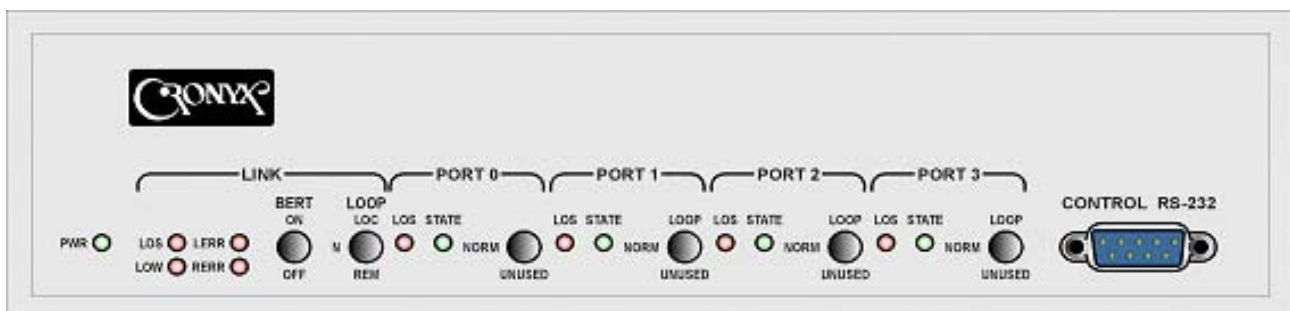 CRONYX
LINK PORT 0 PORT 1 PORT 2 PORT 3
BERT LOOP CONTROL RS-232
ON LOC LOS STATE LOS STATE LOOP LOS STATE LOOP LOS STATE LOOP
PWR LOS LERR N NORM NORM NORM NORM
LOW RERR OFF REM UNUSED UNUSED UNUSED UNUSED